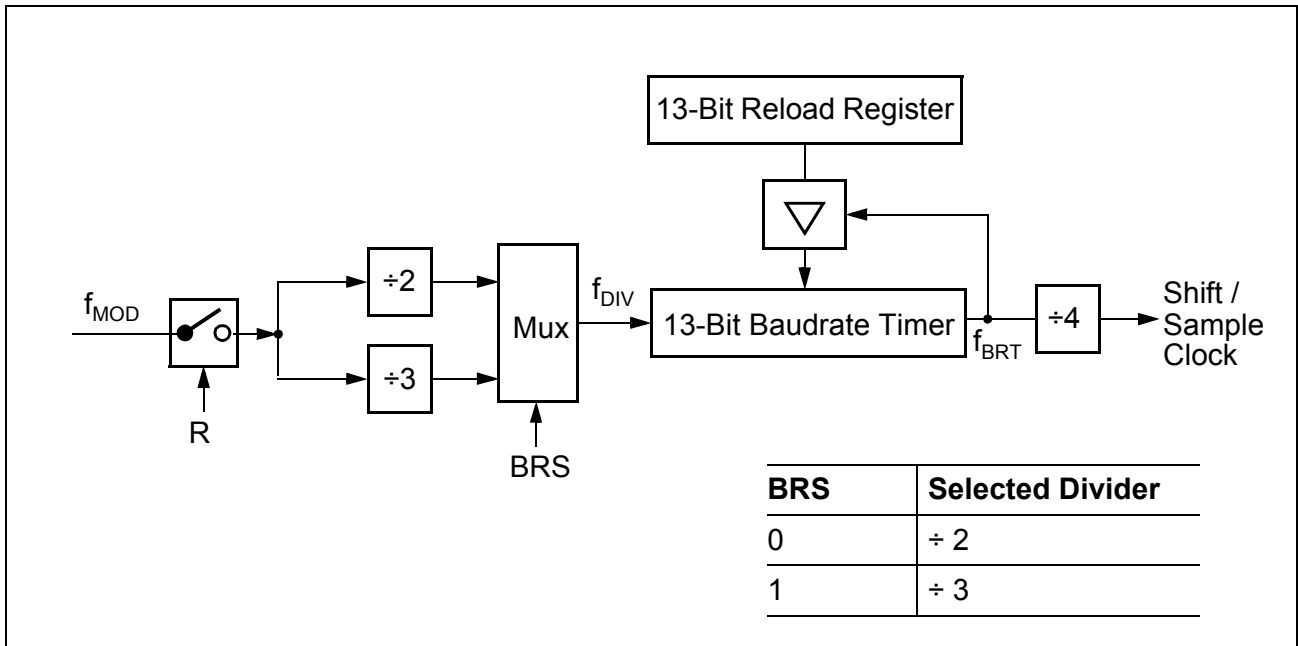 13-Bit Reload Register
f_MOD
R
÷2
÷3
Mux
BRS
f_DIV
13-Bit Baudrate Timer
f_BRT
÷4
Shift /
Sample
Clock
BRS Selected Divider
0 ÷ 2
1 ÷ 3